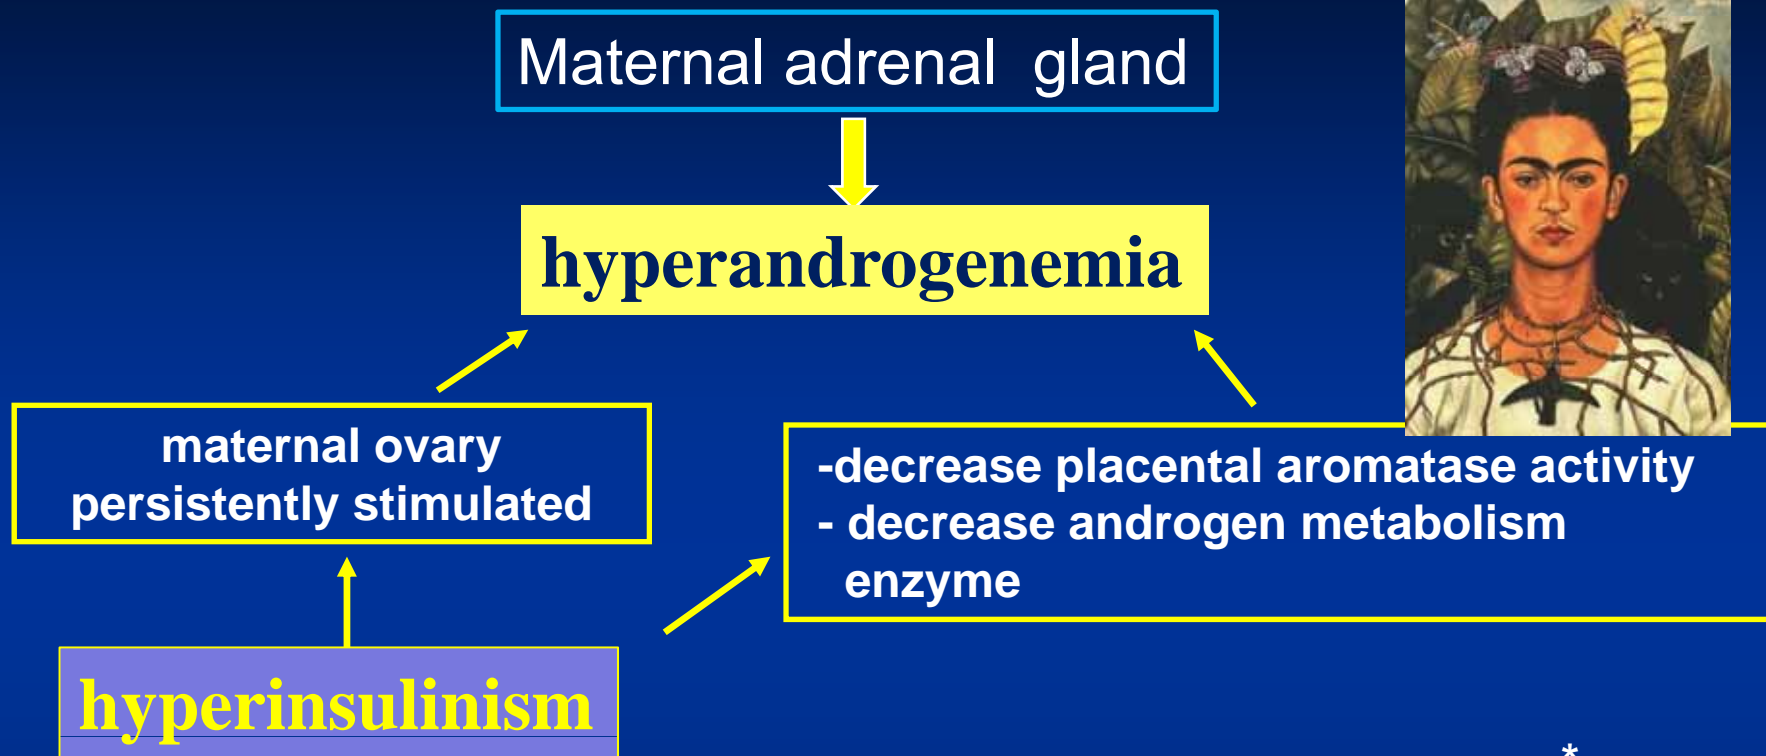 Maternal adrenal gland
hyperandrogenemia
maternal ovary
persistently stimulated
-decrease placental aromatase activity
- decrease androgen metabolism
enzyme
hyperinsulinism
*